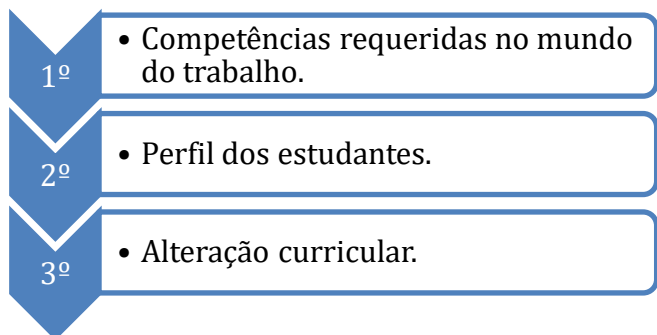 1º
• Competências requeridas no mundo
do trabalho.
2º
• Perfil dos estudantes.
3º
• Alteração curricular.